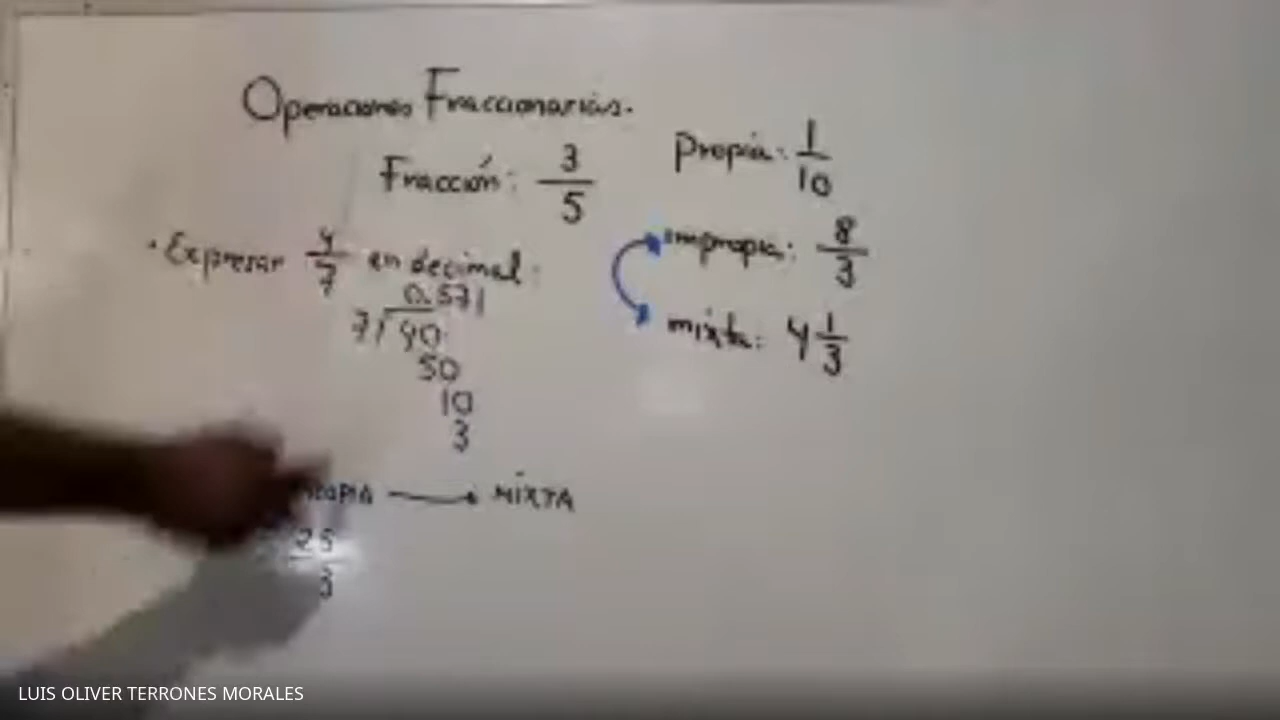 Operaciones Fraccionarias.
Fracción: 3/5
• Expresar 4/7 en decimal:
0.571
7/40
50
10
3
MIXTA
25/3
Propia: 1/10
impropia: 8/3
mixta: 4 1/3
LUIS OLIVER TERRONES MORALES